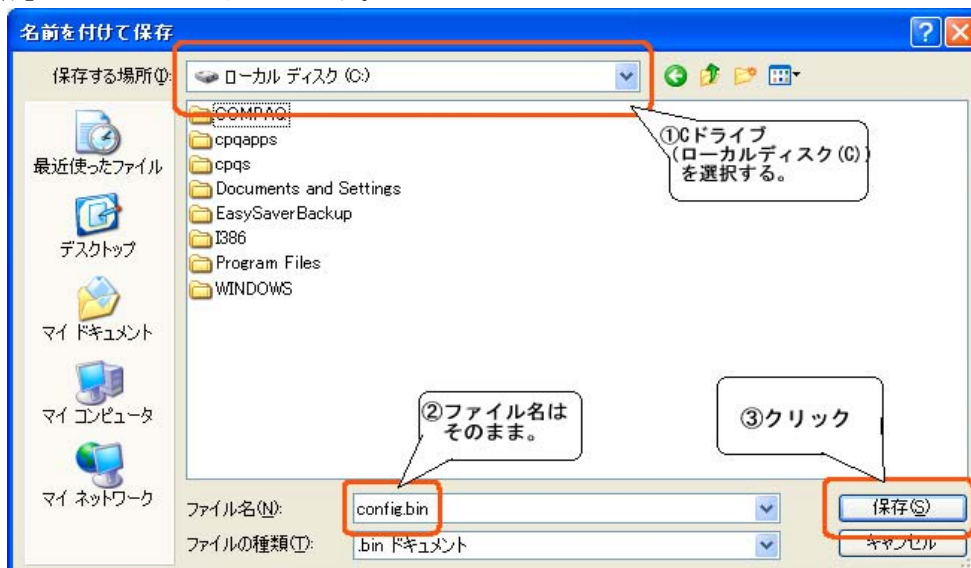 名前を付けて保存
保存する場所(I):
ローカル ディスク (C:)
COMPAQ
cpqapps
cpqs
Documents and Settings
EasySaverBackup
I386
Program Files
WINDOWS
①Cドライブ
(ローカルディスク(C))
を選択する。
最近使ったファイル
デスクトップ
マイ ドキュメント
マイ コンピュータ
マイ ネットワーク
②ファイル名は
そのまま。
③クリック
ファイル名(N):
config.bin
保存(S)
ファイルの種類(T):
.bin ドキュメント
キャンセル